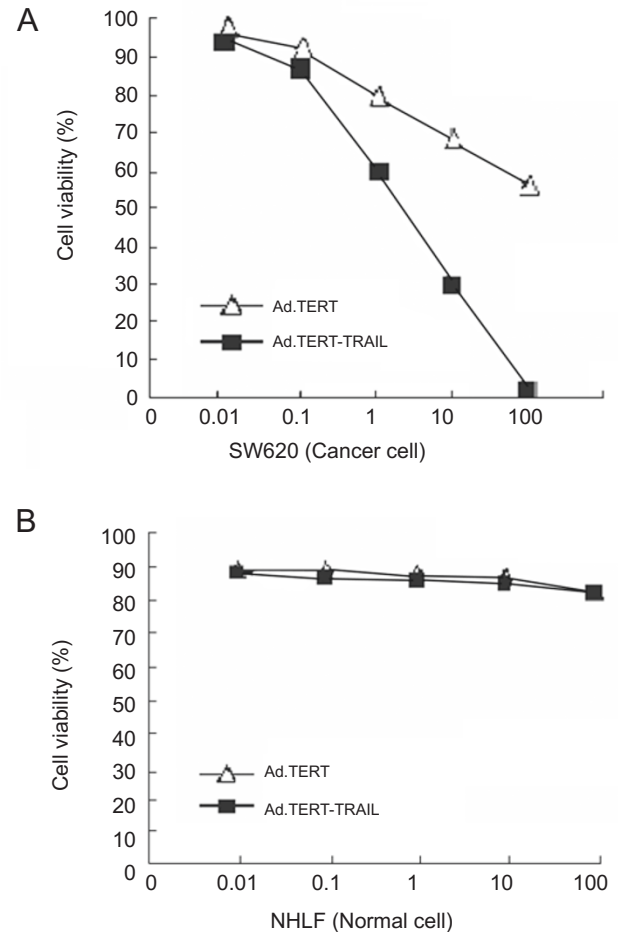 A
Cell viability (%)
100
90
80
70
60
50
40
30
20
10
0
Ad.TERT
Ad.TERT-TRAIL
0 0.01 0.1 1 10 100
SW620 (Cancer cell)
B
Cell viability (%)
100
90
80
70
60
50
40
30
20
10
0
Ad.TERT
Ad.TERT-TRAIL
0 0.01 0.1 1 10 100
NHLF (Normal cell)